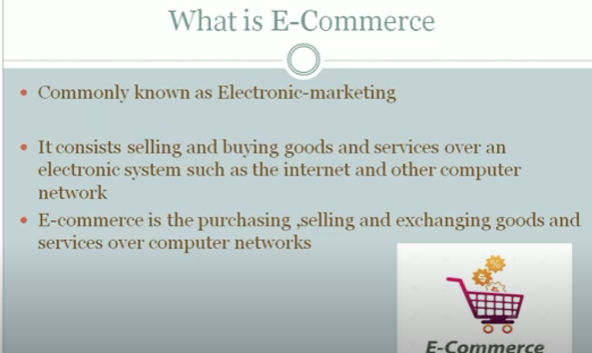 What is E-Commerce
• Commonly known as Electronic-marketing
• It consists selling and buying goods and services over an
electronic system such as the internet and other computer
network
• E-commerce is the purchasing ,selling and exchanging goods and
services over computer networks
E-Commerce